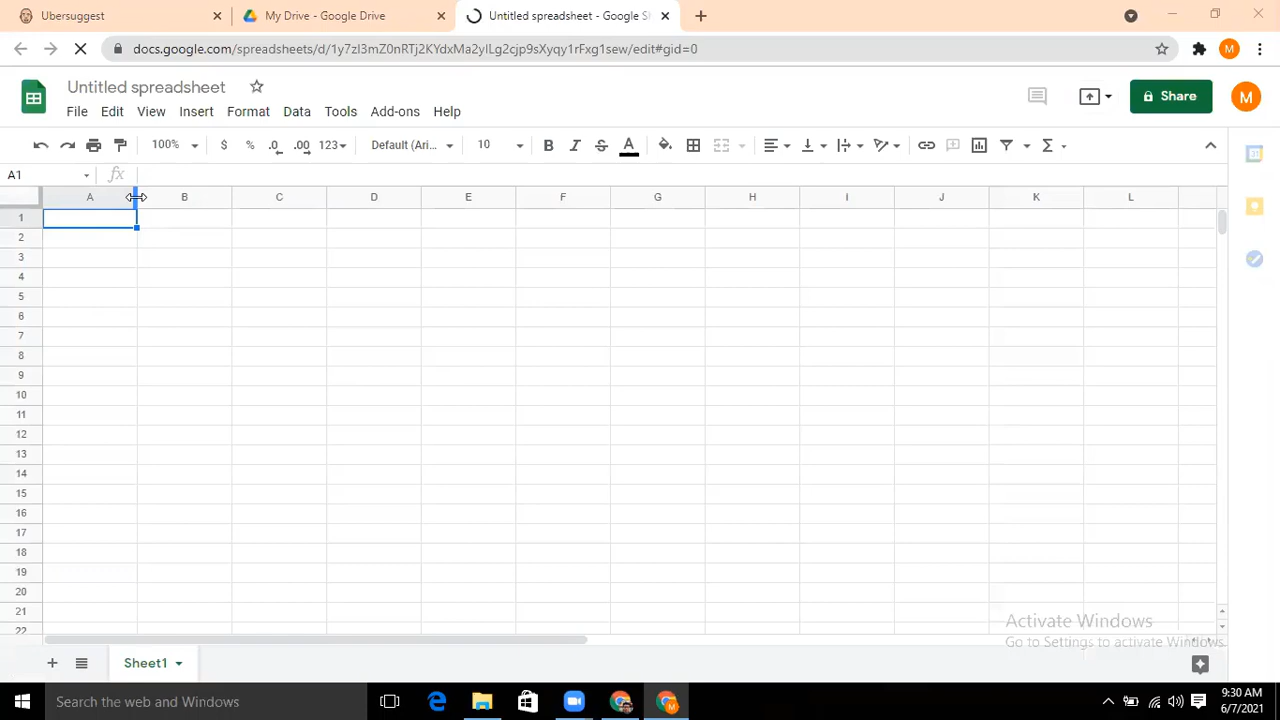 Ubersuggest
My Drive - Google Drive
Untitled spreadsheet - Google S
docs.google.com/spreadsheets/d/1y7zI3mZ0nRTj2KYdxMa2yILg2cjp9sXyqy1rFxg1sew/edit#gid=0
M
Untitled spreadsheet
File Edit View Insert Format Data Tools Add-ons Help
Share
M
100% $ % .0 .00 123 Default (Ari... 10 B I S A Σ
A1 fx
A B C D E F G H I J K L
1
2
3
4
5
6
7
8
9
10
11
12
13
14
15
16
17
18
19
20
21
22
Activate Windows
Go to Settings to activate Windows.
Sheet1
Search the web and Windows
9:30 AM
6/7/2021